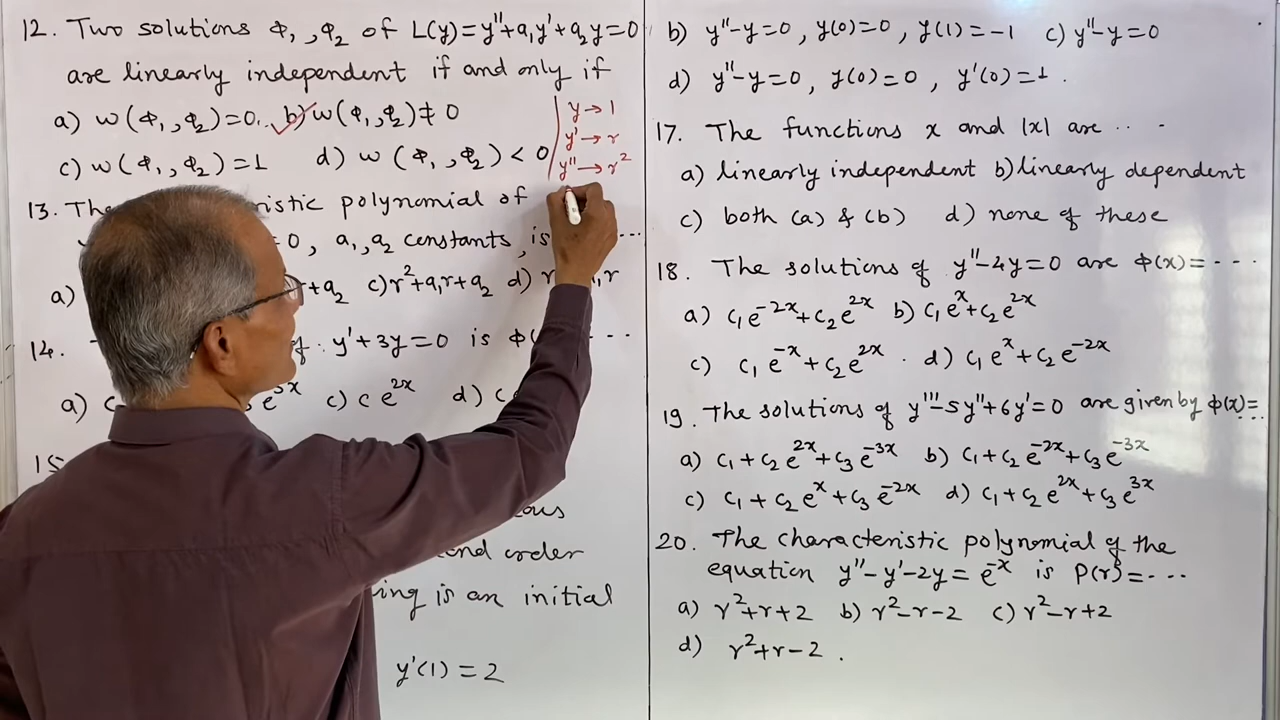 12. Two solutions Φ₁, Φ₂ of L(y)=y''+a₁y'+a₂y=0
are linearly independent if and only if
a) w(Φ₁,Φ₂)=0. b) w(Φ₁,Φ₂)≠0
c) w(Φ₁,Φ₂)=1 d) w(Φ₁,Φ₂)<0
y→1
y'→r
y''→r²
13. istic polynomial of
=0, a₁,a₂ constants, is ...
a) +a₂ c) r²+a₁r+a₂ d)
14. y'+3y=0 is ...
a) c) c e^{2x} d)
15
order
ing is an initial
y'(1)=2
b) y''-y=0, y(0)=0, y(1)=-1 c) y''-y=0
d) y''-y=0, y(0)=0, y'(0)=1.
17. The functions x and |x| are ...
a) linearly independent b) linearly dependent
c) both (a) & (b) d) none of these
18. The solutions of y''-4y=0 are Φ(x)=----
a) c₁e^{-2x}+c₂e^{2x} b) c₁e^{x}+c₂e^{2x}
c) c₁e^{-x}+c₂e^{2x}. d) c₁e^{x}+c₂e^{-2x}
19. The solutions of y'''-5y''+6y'=0 are given by Φ(x)=...
a) c₁+c₂e^{2x}+c₃e^{-3x} b) c₁+c₂e^{-2x}+c₃e^{-3x}
c) c₁+c₂e^{x}+c₃e^{-2x} d) c₁+c₂e^{2x}+c₃e^{3x}
20. The characteristic polynomial of the
equation y''-y'-2y=e^{-x} is P(r)=----
a) r²+r+2 b) r²-r-2 c) r²-r+2
d) r²+r-2.